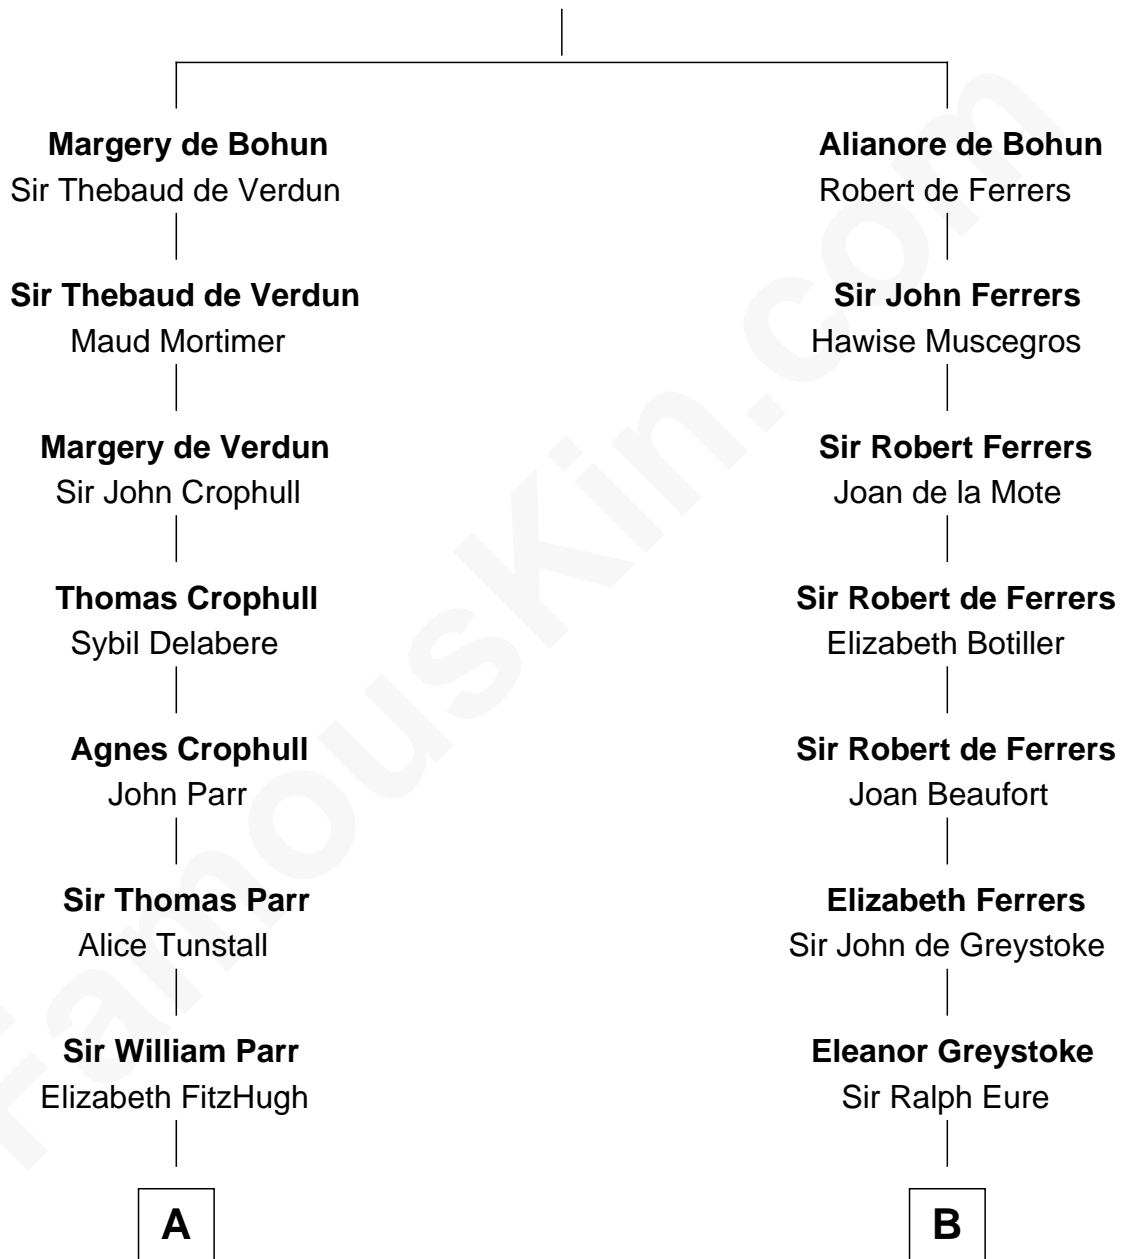 Margery de Bohun
Sir Thebaud de Verdun
Sir Thebaud de Verdun
Maud Mortimer
Margery de Verdun
Sir John Crophull
Thomas Crophull
Sybil Delabere
Agnes Crophull
John Parr
Sir Thomas Parr
Alice Tunstall
Sir William Parr
Elizabeth FitzHugh
A
Alianore de Bohun
Robert de Ferrers
Sir John Ferrers
Hawise Muscegros
Sir Robert Ferrers
Joan de la Mote
Sir Robert de Ferrers
Elizabeth Botiller
Sir Robert de Ferrers
Joan Beaufort
Elizabeth Ferrers
Sir John de Greystoke
Eleanor Greystoke
Sir Ralph Eure
B
FamousKin.com